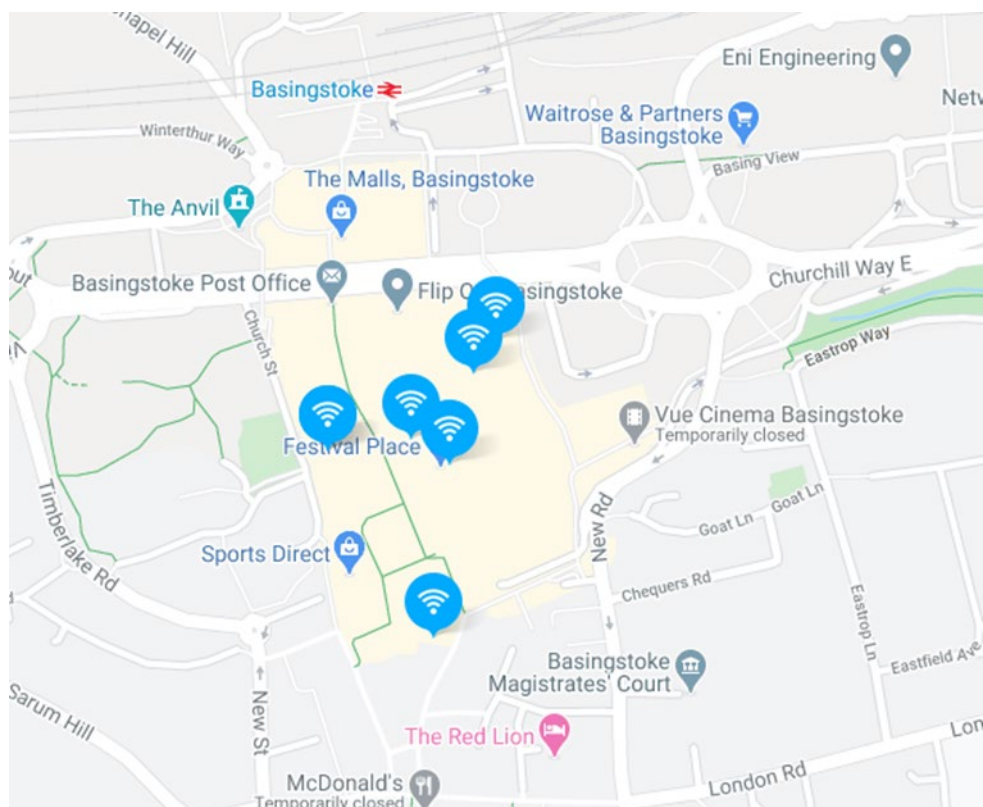 hapel Hill
Eni Engineering
Basingstoke
Netw
Waitrose & Partners
Basingstoke
Winterthur Way
Basing View
The Malls, Basingstoke
The Anvil
Basingstoke Post Office
Churchill Way E
Flip O
asingstoke
out
Church St
Eastrop Way
Vue Cinema Basingstoke
Temporarily closed
Festival Place
Timberlake Rd
Goat Ln
Goat Ln
New Rd
Sports Direct
Chequers Rd
Eastrop Ln
Basingstoke
Magistrates' Court
Eastfield Ave
Sarum Hill
New St
The Red Lion
Lon
London Rd
McDonald's
Temporarily closed